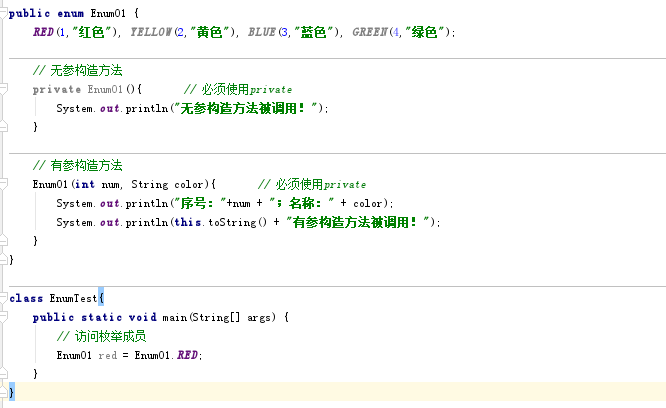 public enum Enum01 {
    RED(1,"红色"), YELLOW(2,"黄色"), BLUE(3,"蓝色"), GREEN(4,"绿色");
    // 无参构造方法
    private Enum01(){      // 必须使用private
        System.out.println("无参构造方法被调用！");
    }
    // 有参构造方法
    Enum01(int num, String color){      // 必须使用private
        System.out.println("序号："+num + "；名称：" + color);
        System.out.println(this.toString() + "有参构造方法被调用！");
    }
}
class EnumTest{
    public static void main(String[] args) {
        // 访问枚举成员
        Enum01 red = Enum01.RED;
    }
}